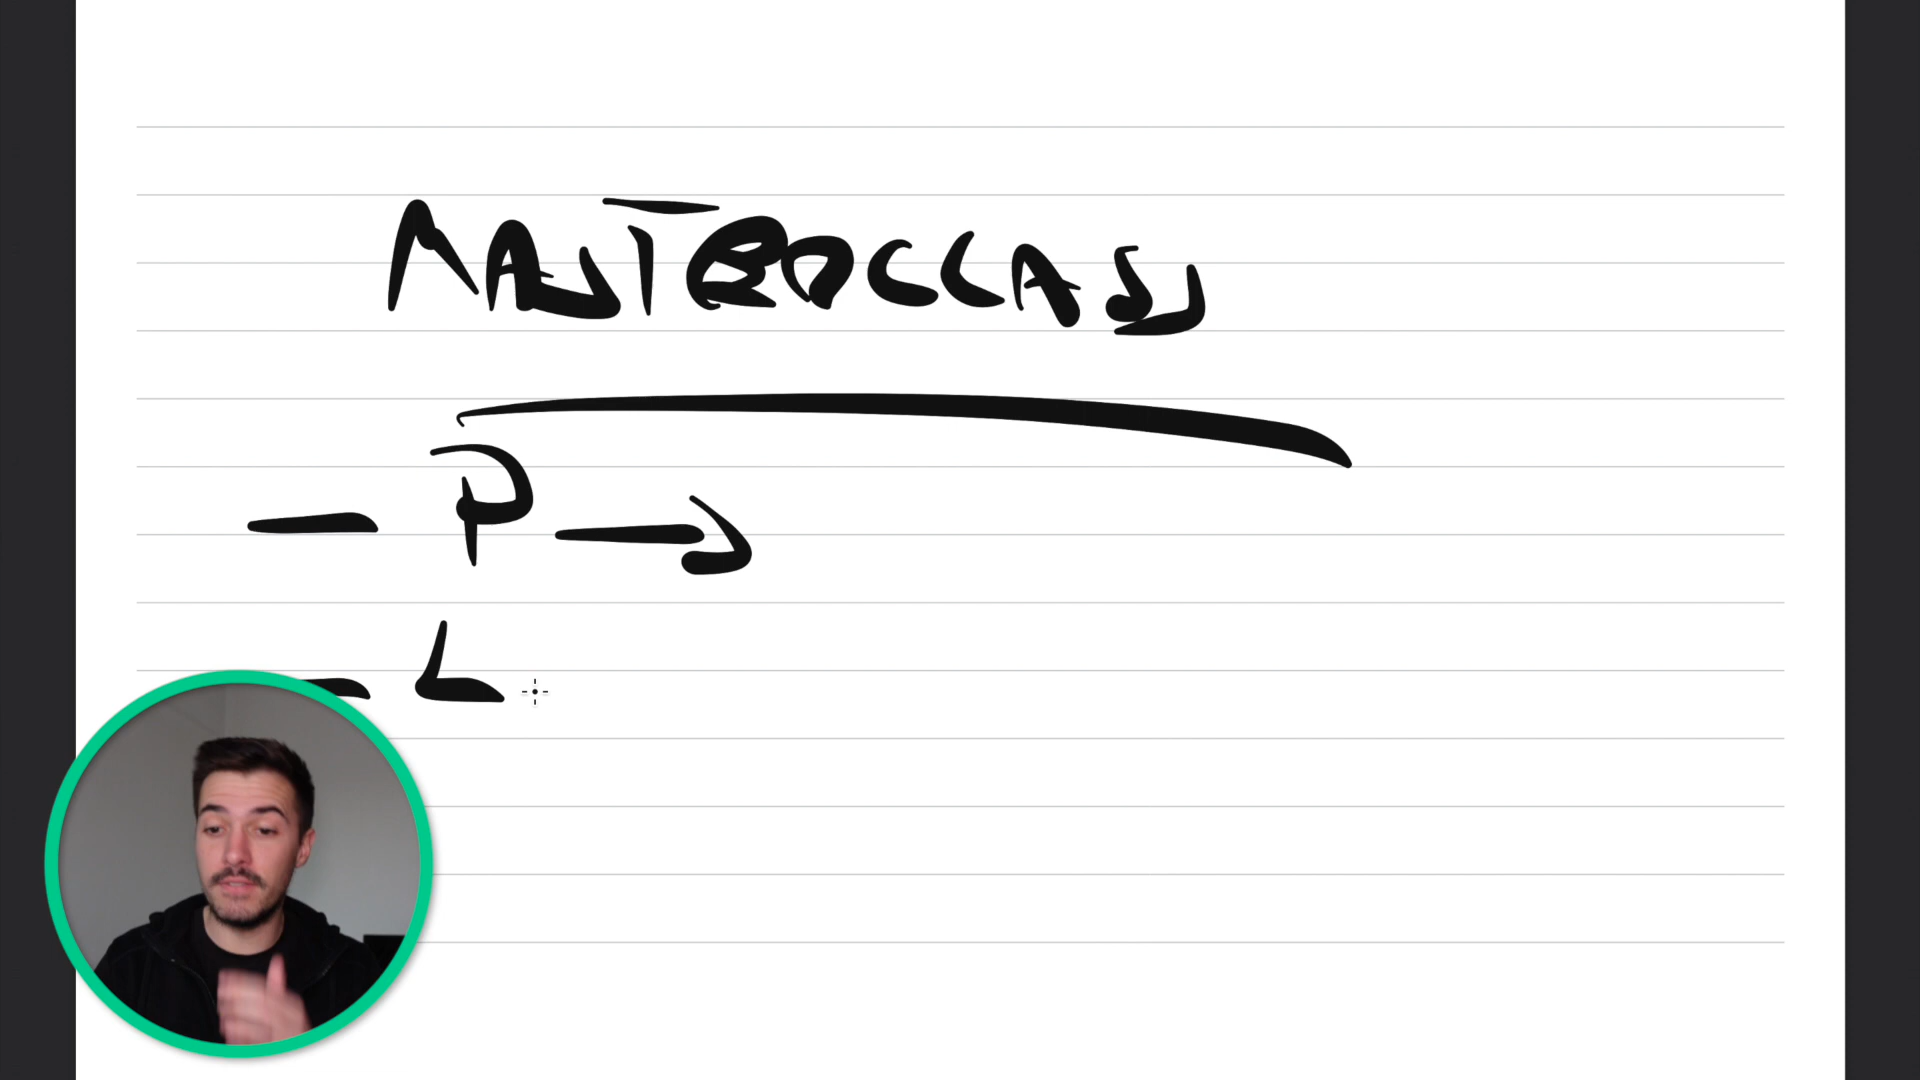 MASTERCLASS
- P →
- L